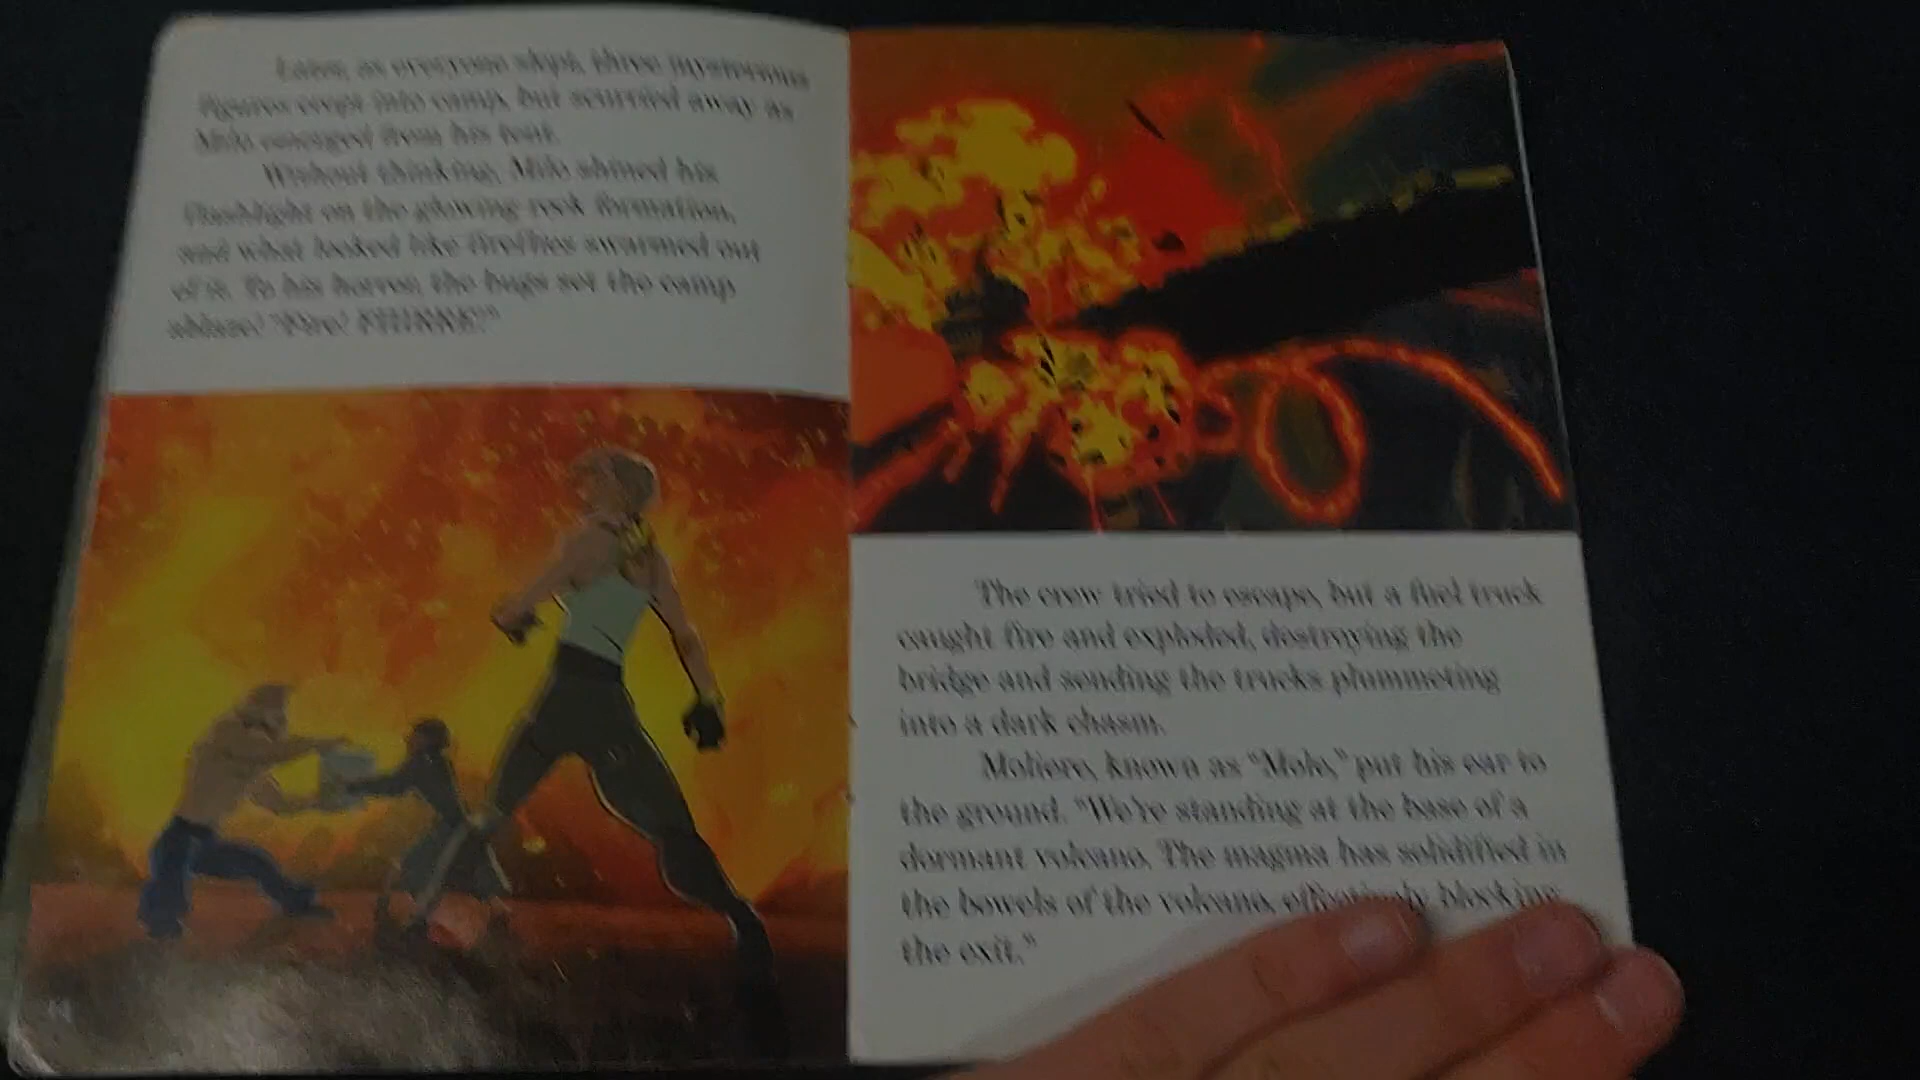 Later, as everyone slept, three mysterious
figures crept into camp, but scurried away as
Milo emerged from his tent.
Without thinking, Milo shined his
flashlight on the glowing rock formation,
and what looked like fireflies swarmed out
of it. To his horror, the bugs set the camp
ablaze! "Fire!
The crew tried to escape, but a fuel truck
caught fire and exploded, destroying the
bridge and sending the trucks plummeting
into a dark chasm.
Moliere, known as "Mole," put his ear to
the ground. "We're standing at the base of a
dormant volcano. The magma has solidified in
the bowels of the volcano, effectively blocking
the exit."